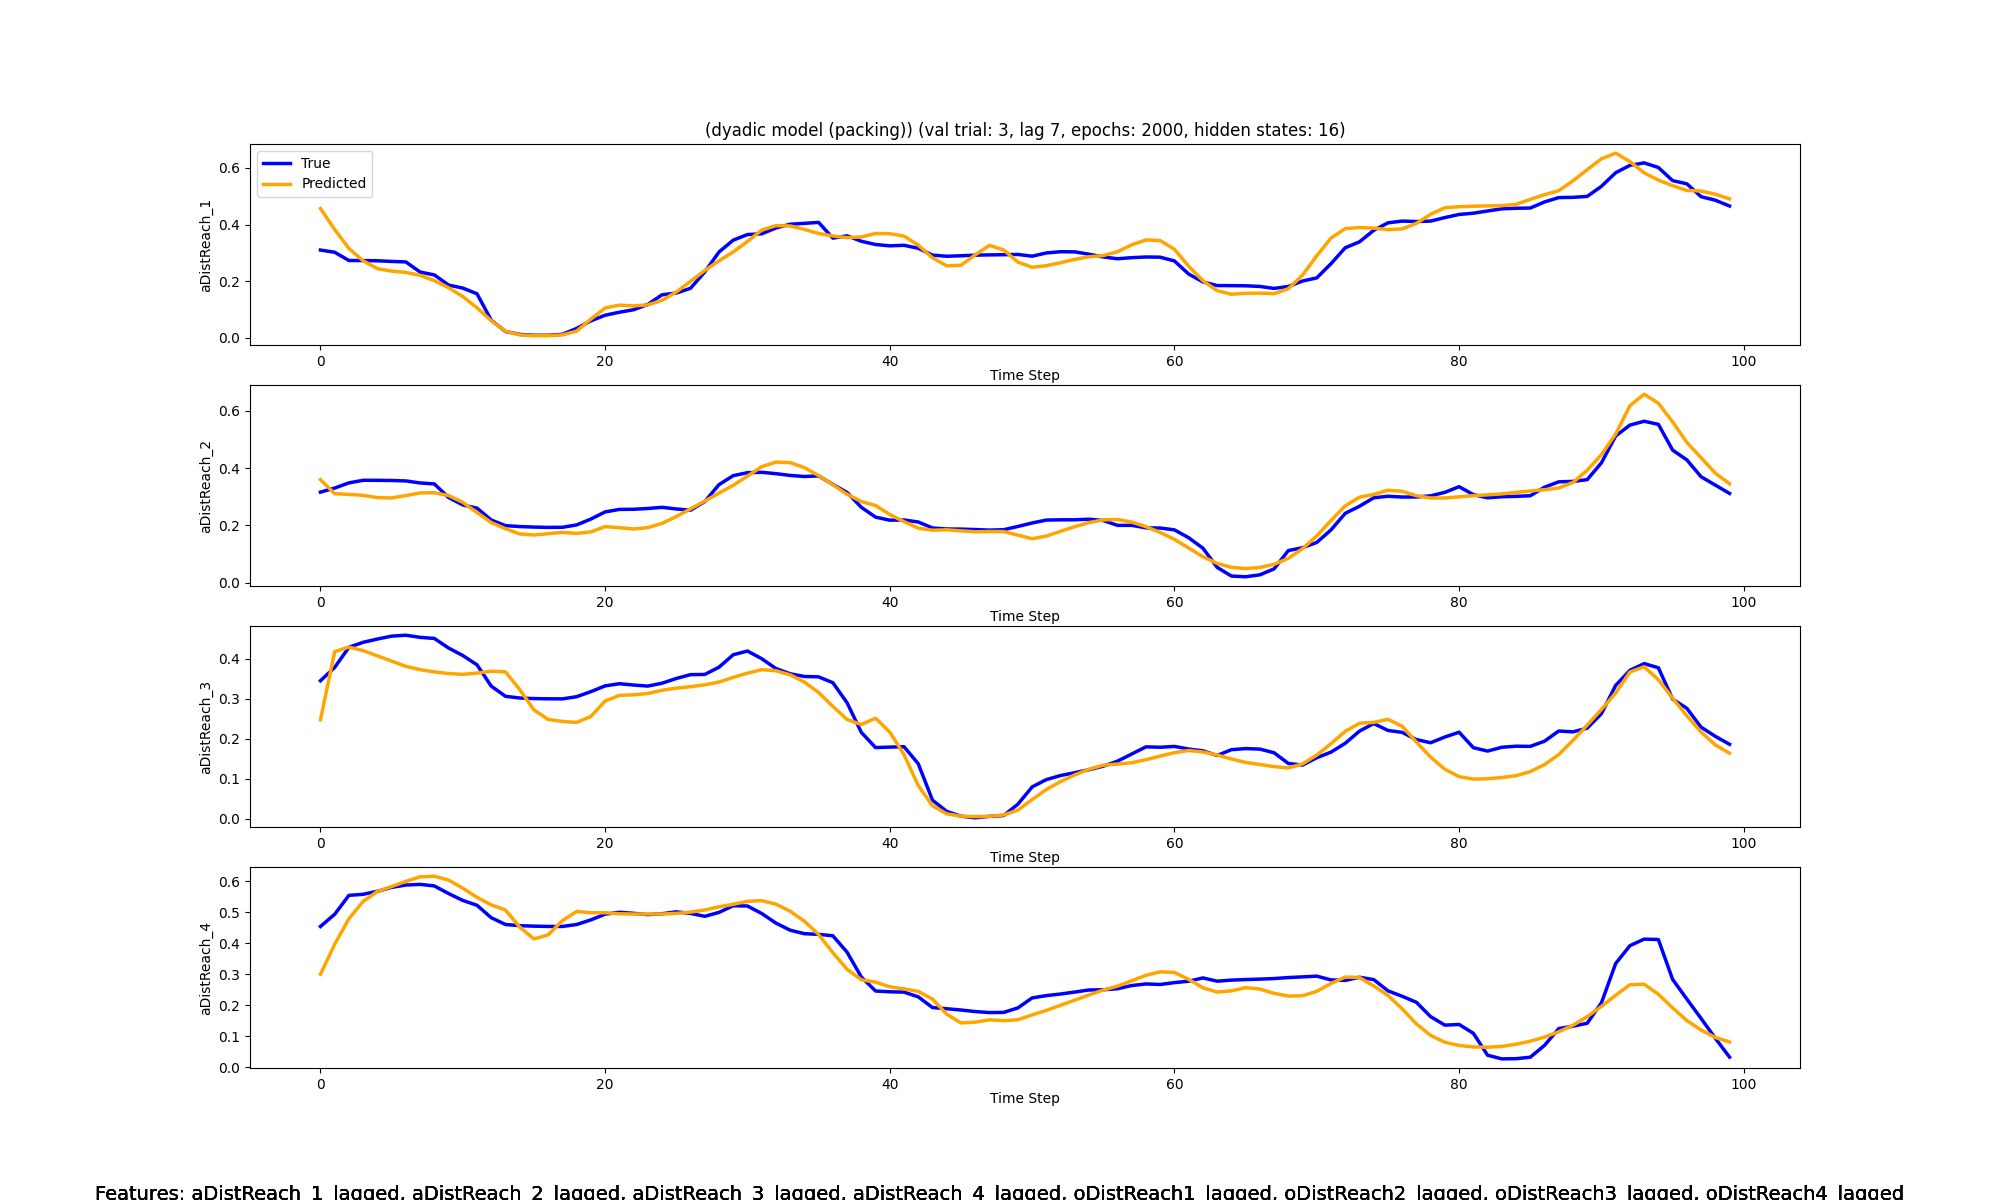 (dyadic model (packing)) (val trial: 3, lag 7, epochs: 2000, hidden states: 16)
True
Predicted
aDistReach_1
0.6
0.4
0.2
0.0
0 20 40 60 80 100
Time Step
aDistReach_2
0.6
0.4
0.2
0.0
0 20 40 60 80 100
Time Step
aDistReach_3
0.4
0.3
0.2
0.1
0.0
0 20 40 60 80 100
Time Step
aDistReach_4
0.6
0.5
0.4
0.3
0.2
0.1
0.0
0 20 40 60 80 100
Time Step
Features: aDistReach_1_lagged, aDistReach_2_lagged, aDistReach_3_lagged, aDistReach_4_lagged, oDistReach1_lagged, oDistReach2_lagged, oDistReach3_lagged, oDistReach4_lagged